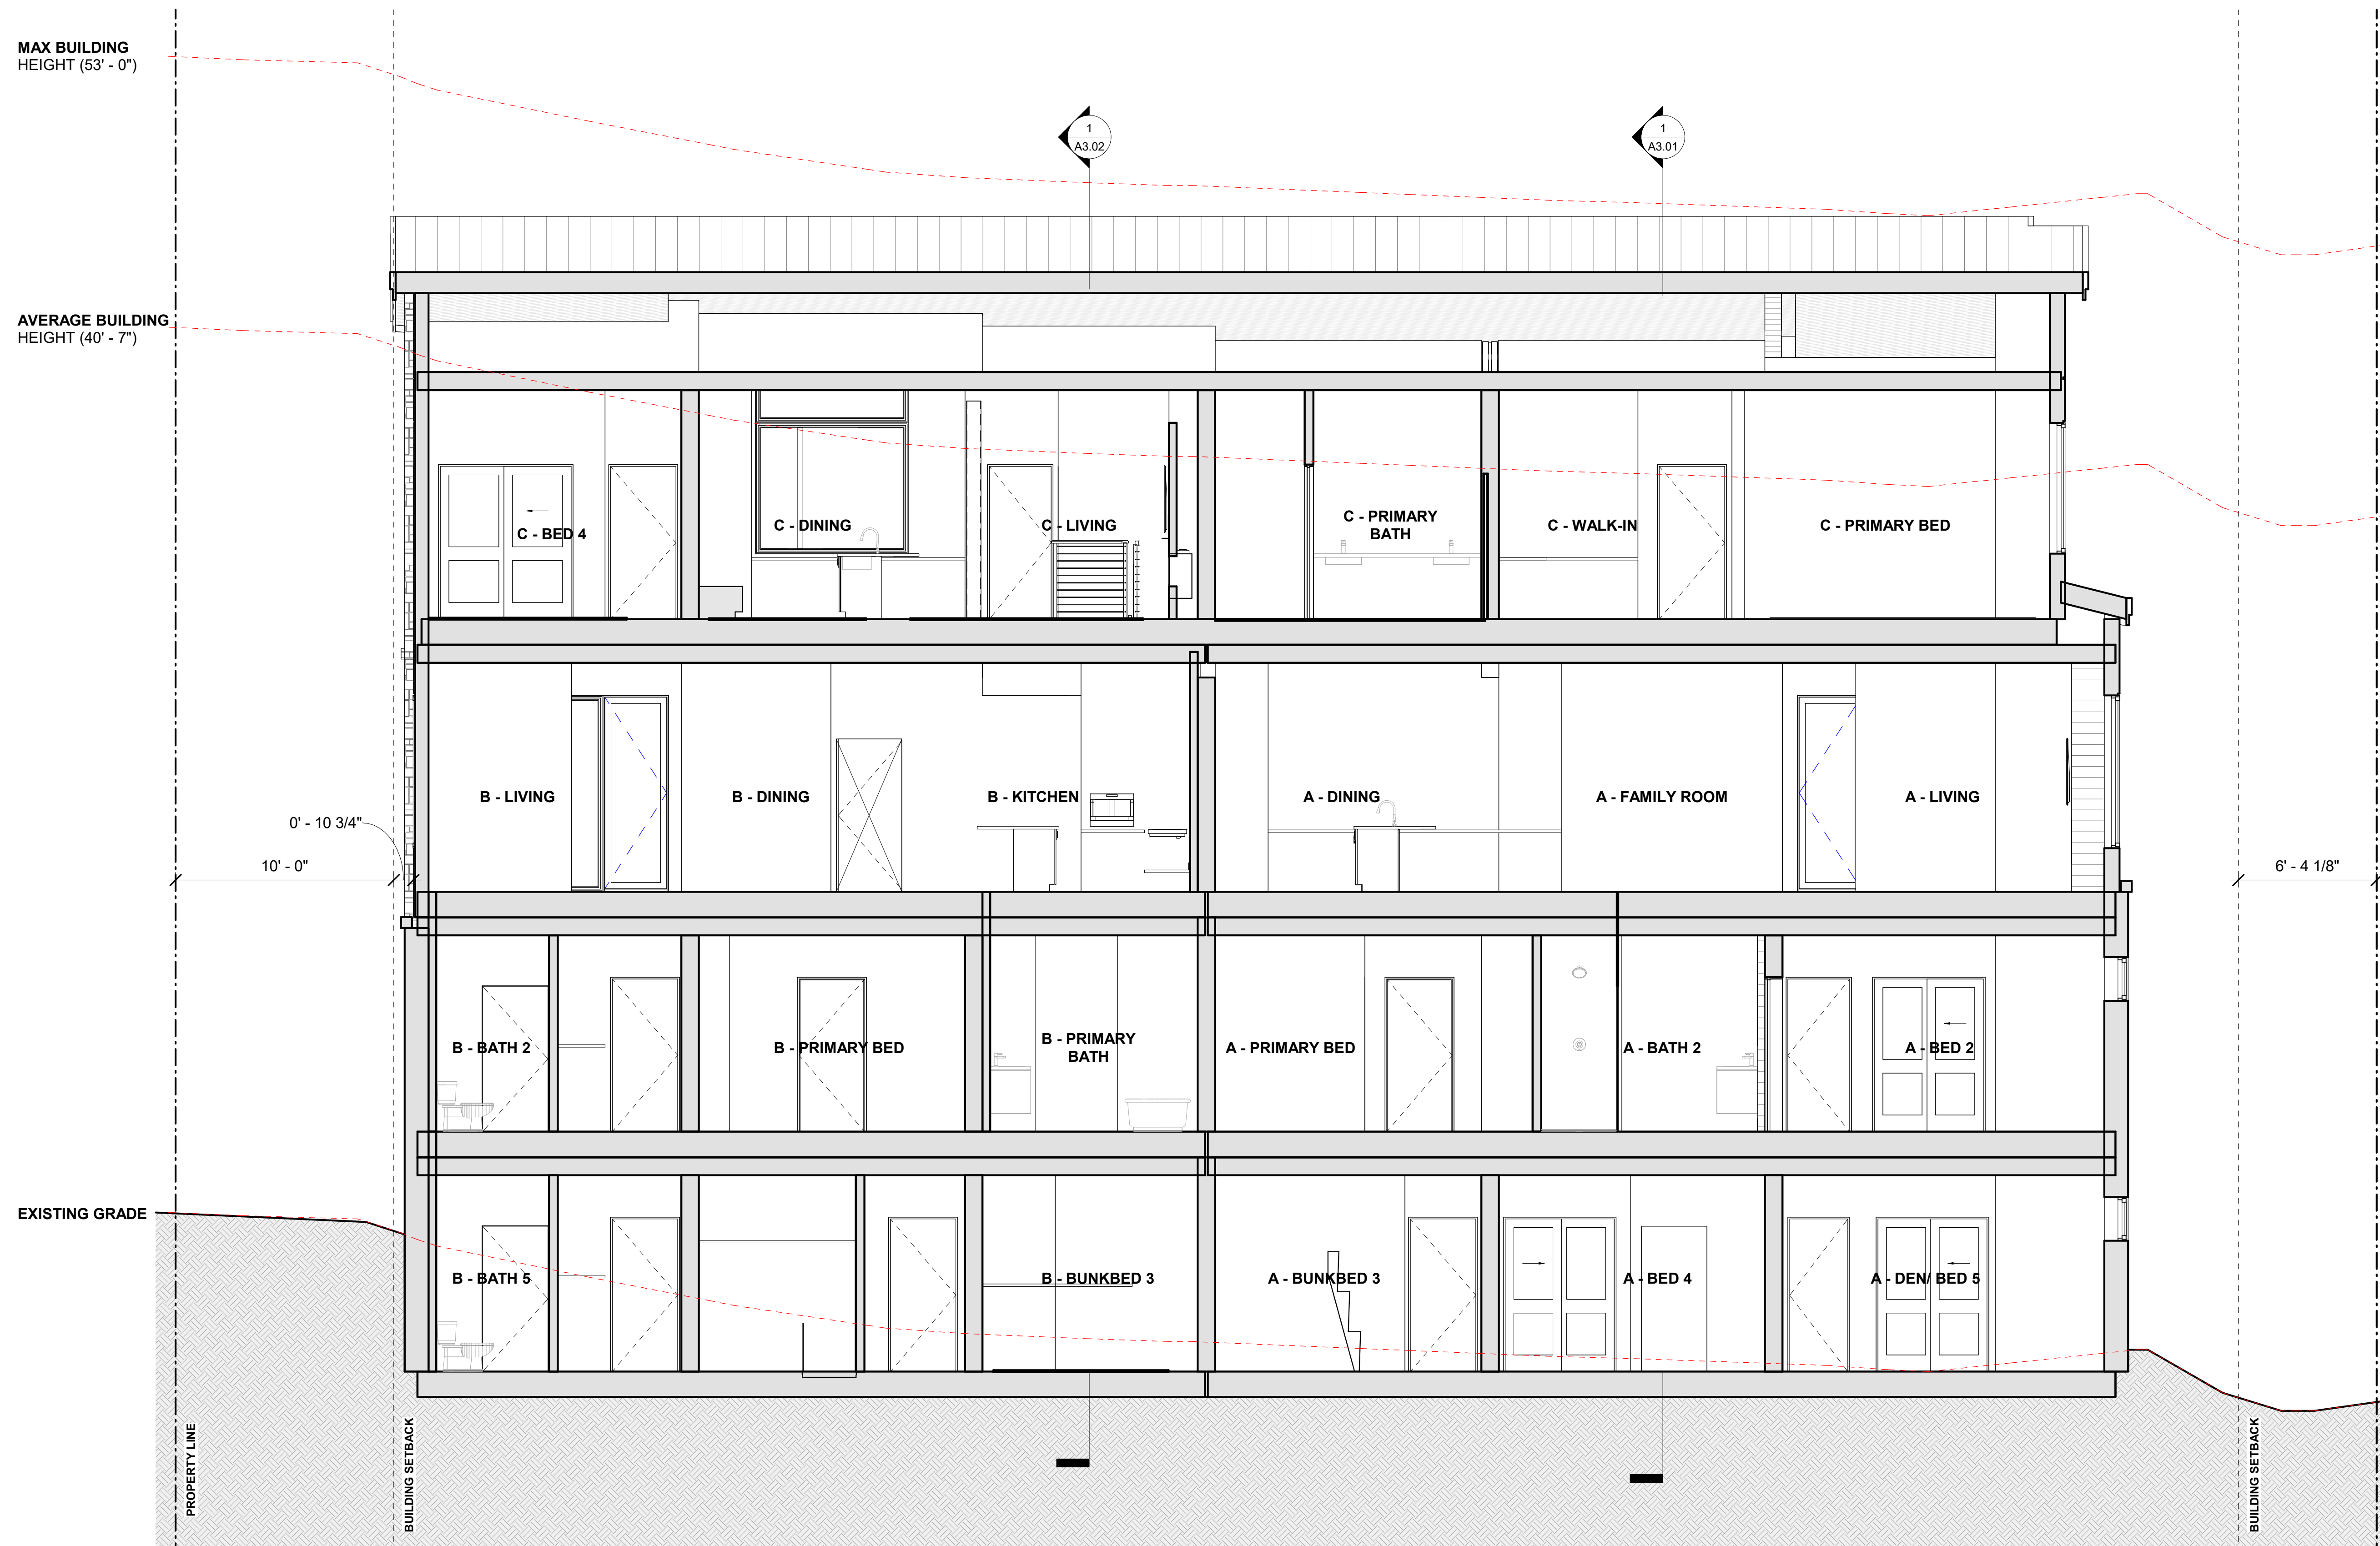 MAX BUILDING
HEIGHT (53' - 0")
1
A3.02
1
A3.01
AVERAGE BUILDING
HEIGHT (40' - 7")
C - BED 4
C - DINING
C - LIVING
C - PRIMARY
BATH
C - WALK-IN
C - PRIMARY BED
B - LIVING
B - DINING
B - KITCHEN
A - DINING
A - FAMILY ROOM
A - LIVING
0' - 10 3/4"
10' - 0"
6' - 4 1/8"
B - BATH 2
B - PRIMARY BED
B - PRIMARY
BATH
A - PRIMARY BED
A - BATH 2
A - BED 2
EXISTING GRADE
B - BATH 5
B - BUNKBED 3
A - BUNKBED 3
A - BED 4
A - DEN/ BED 5
PROPERTY LINE
BUILDING SETBACK
BUILDING SETBACK